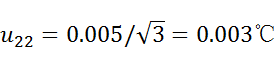 u₂₂ = 0.005/√3 = 0.003℃